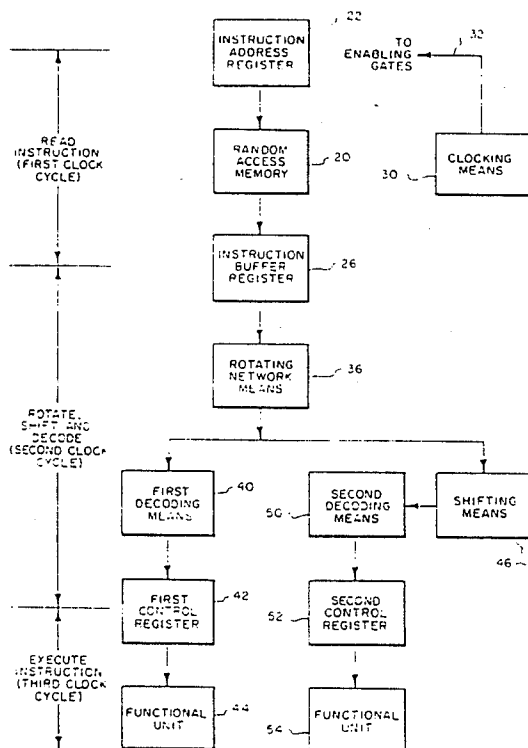 22
INSTRUCTION
ADDRESS
REGISTER
TO
ENABLING
GATES
32
READ
INSTRUCTION
(FIRST CLOCK
CYCLE)
RANDOM
ACCESS
MEMORY
20
CLOCKING
MEANS
30
INSTRUCTION
BUFFER
REGISTER
26
ROTATING
NETWORK
MEANS
36
ROTATE,
SHIFT AND
DECODE
(SECOND CLOCK
CYCLE)
FIRST
DECODING
MEANS
40
SECOND
DECODING
MEANS
50
SHIFTING
MEANS
46
FIRST
CONTROL
REGISTER
42
SECOND
CONTROL
REGISTER
52
EXECUTE
INSTRUCTION
(THIRD CLOCK
CYCLE)
FUNCTIONAL
UNIT
44
FUNCTIONAL
UNIT
54